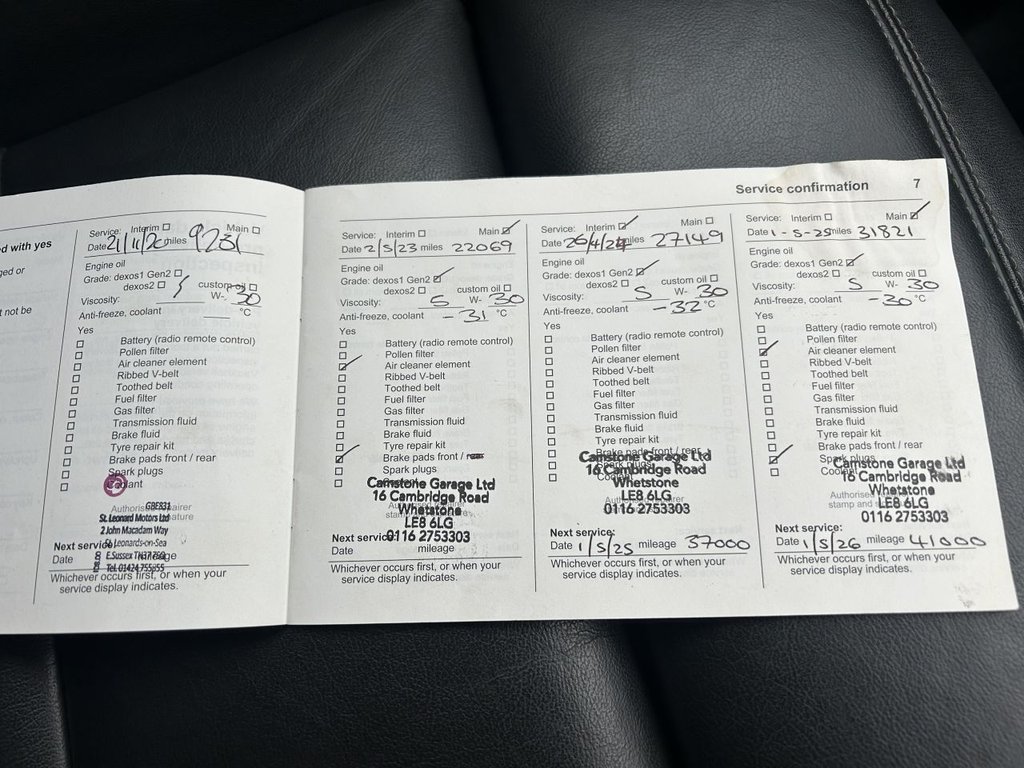 ed with yes
ged or
t not be
Service: Interim ☐ Main ☐
Date 21/11/20 miles 9231
Engine oil
Grade: dexos1 Gen2 ☐
dexos2 ☐ custom oil ☐
Viscosity: 5 W- 30
Anti-freeze, coolant °C
Yes
☐ Battery (radio remote control)
☐ Pollen filter
☐ Air cleaner element
☐ Ribbed V-belt
☐ Toothed belt
☐ Fuel filter
☐ Gas filter
☐ Transmission fluid
☐ Brake fluid
☐ Tyre repair kit
☐ Brake pads front / rear
☐ Spark plugs
☐ Coolant
GBE831
St. Leonard Motors Ltd
2 John Macadam Way
St Leonards-on-Sea
E.Sussex
Tel. 01424 755355
Next service:
Date mileage
Whichever occurs first, or when your
service display indicates.
Service confirmation 7
Service: Interim ☐ Main ☑
Date 2/5/23 miles 22069
Engine oil
Grade: dexos1 Gen2 ☑
dexos2 ☐ custom oil ☐
Viscosity: 5 W- 30
Anti-freeze, coolant -31 °C
Yes
☐ Battery (radio remote control)
☐ Pollen filter
☑ Air cleaner element
☐ Ribbed V-belt
☐ Toothed belt
☐ Fuel filter
☐ Gas filter
☐ Transmission fluid
☐ Brake fluid
☐ Tyre repair kit
☑ Brake pads front / rear
☐ Spark plugs
☐
Camstone Garage Ltd
16 Cambridge Road
Whetstone
LE8 6LG
0116 2753303
Next service:
Date mileage
Whichever occurs first, or when your
service display indicates.
Service: Interim ☑ Main ☐
Date 26/4/24 miles 27149
Engine oil
Grade: dexos1 Gen2 ☑
dexos2 ☐ custom oil ☐
Viscosity: 5 W- 30
Anti-freeze, coolant -32 °C
Yes
☐ Battery (radio remote control)
☐ Pollen filter
☐ Air cleaner element
☐ Ribbed V-belt
☐ Toothed belt
☐ Fuel filter
☐ Gas filter
☐ Transmission fluid
☐ Brake fluid
☐ Tyre repair kit
☐ Brake pads front / rear
☐ Spark plugs
☐
Camstone Garage Ltd
16 Cambridge Road
Whetstone
LE8 6LG
0116 2753303
Next service:
Date 1/5/25 mileage 37000
Whichever occurs first, or when your
service display indicates.
Service: Interim ☐ Main ☑
Date 1-5-25 miles 31821
Engine oil
Grade: dexos1 Gen2 ☑
dexos2 ☐ custom oil ☐
Viscosity: 5 W- 30
Anti-freeze, coolant -30 °C
Yes
☐ Battery (radio remote control)
☐ Pollen filter
☑ Air cleaner element
☐ Ribbed V-belt
☐ Toothed belt
☐ Fuel filter
☐ Gas filter
☐ Transmission fluid
☐ Brake fluid
☐ Tyre repair kit
☐ Brake pads front / rear
☑ Spark plugs
☐ Coolant
Camstone Garage Ltd
16 Cambridge Road
Whetstone
LE8 6LG
0116 2753303
Next service:
Date 1/5/26 mileage 41000
Whichever occurs first, or when your
service display indicates.